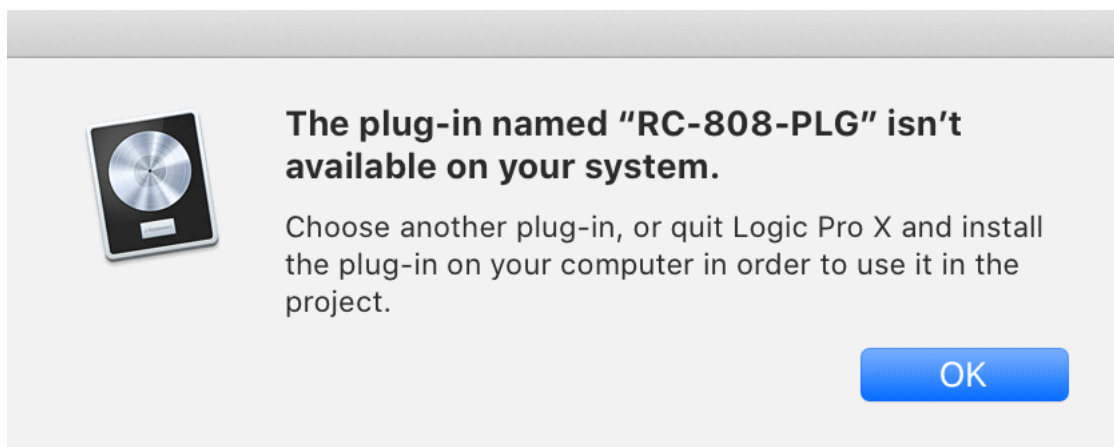 The plug-in named “RC-808-PLG” isn’t
available on your system.
Choose another plug-in, or quit Logic Pro X and install
the plug-in on your computer in order to use it in the
project.
OK